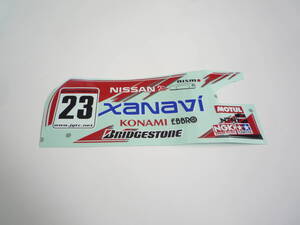 NISSAN
nismo
23
XANAVI
MOTUL
www.jgtc.net
KONAMI
EBBRO
BRIDGESTONE
NGK